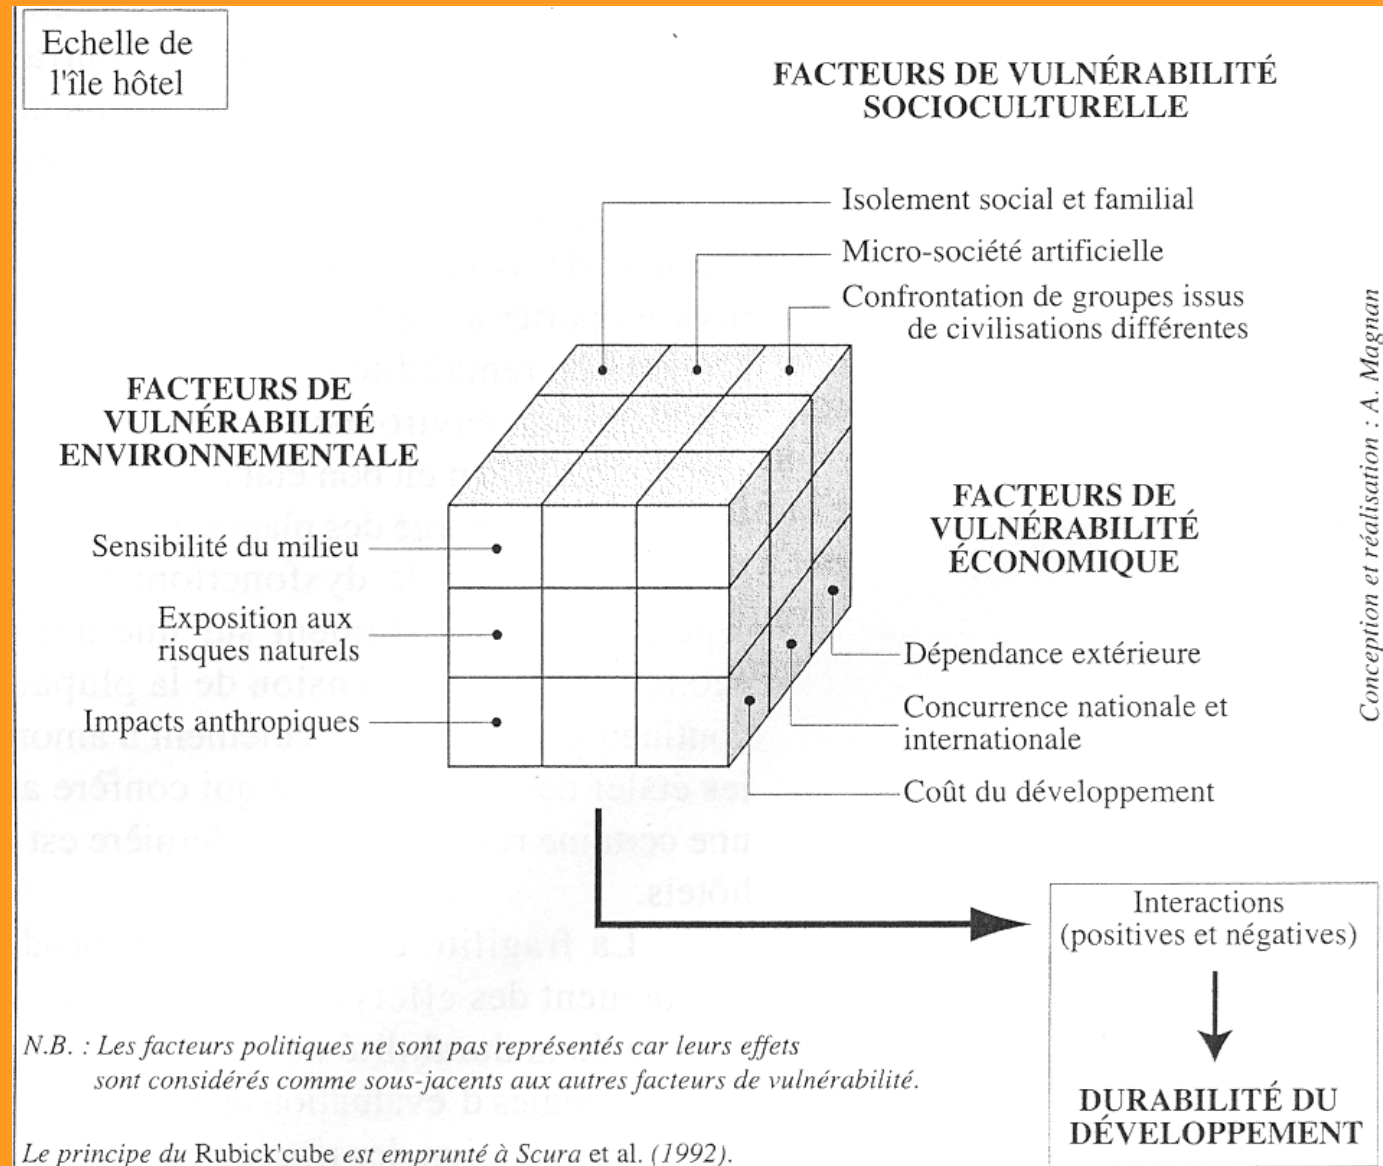 Echelle de
l'île hôtel
FACTEURS DE VULNÉRABILITÉ
SOCIOCULTURELLE
Isolement social et familial
Micro-société artificielle
Confrontation de groupes issus
de civilisations différentes
FACTEURS DE
VULNÉRABILITÉ
ENVIRONNEMENTALE
Sensibilité du milieu
Exposition aux
risques naturels
Impacts anthropiques
FACTEURS DE
VULNÉRABILITÉ
ÉCONOMIQUE
Dépendance extérieure
Concurrence nationale et
internationale
Coût du développement
Conception et réalisation : A. Magnan
Interactions
(positives et négatives)
DURABILITÉ DU
DÉVELOPPEMENT
N.B. : Les facteurs politiques ne sont pas représentés car leurs effets
sont considérés comme sous-jacents aux autres facteurs de vulnérabilité.
Le principe du Rubick'cube est emprunté à Scura et al. (1992).